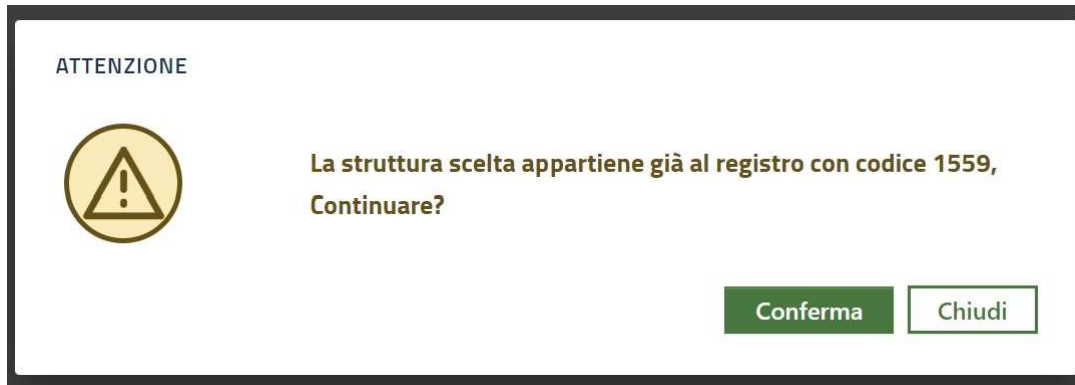 ATTENZIONE
La struttura scelta appartiene già al registro con codice 1559,
Continuare?
Conferma
Chiudi